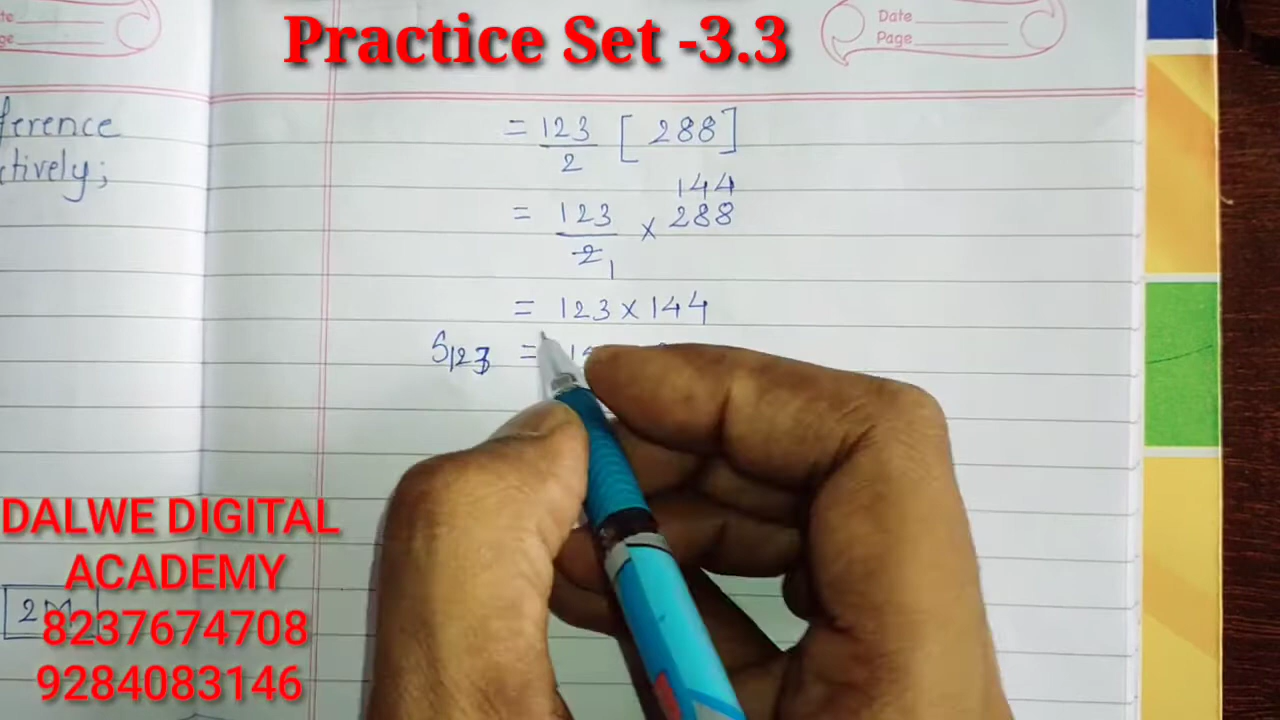 Date
Page
Practice Set -3.3
ference
ctively;
= 123/2 [ 288 ]
144
= 123/2 × 288
1
= 123 × 144
S123 =
DALWE DIGITAL
ACADEMY
2M
8237674708
9284083146